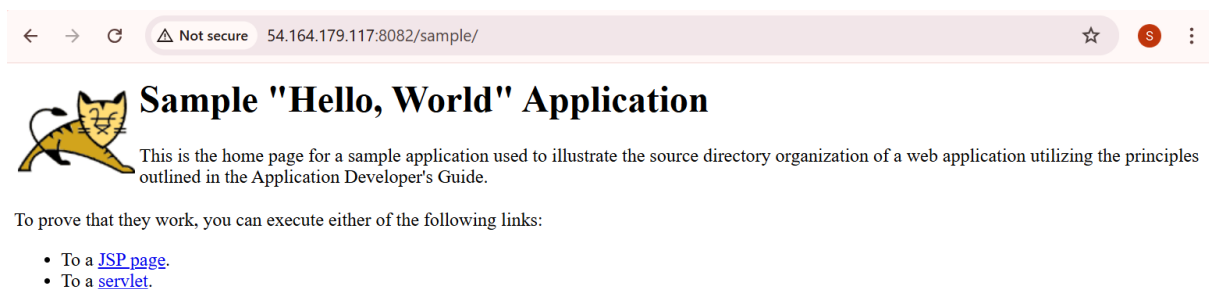 Not secure 54.164.179.117:8082/sample/ S
Sample "Hello, World" Application
This is the home page for a sample application used to illustrate the source directory organization of a web application utilizing the principles
outlined in the Application Developer's Guide.
To prove that they work, you can execute either of the following links:
• To a JSP page.
• To a servlet.